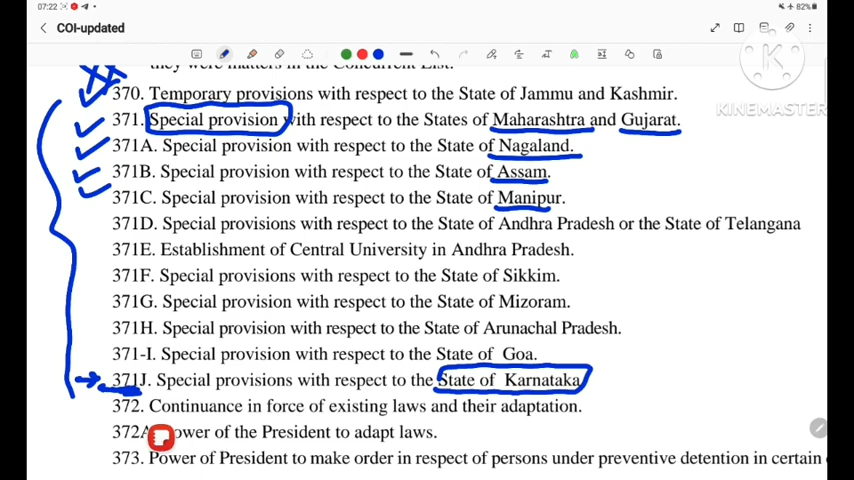 07:22
82%
COI-updated
K
KINEMASTER
they were matters in the Concurrent List.
370. Temporary provisions with respect to the State of Jammu and Kashmir.
371. Special provision with respect to the States of Maharashtra and Gujarat.
371A. Special provision with respect to the State of Nagaland.
371B. Special provision with respect to the State of Assam.
371C. Special provision with respect to the State of Manipur.
371D. Special provisions with respect to the State of Andhra Pradesh or the State of Telangana
371E. Establishment of Central University in Andhra Pradesh.
371F. Special provisions with respect to the State of Sikkim.
371G. Special provision with respect to the State of Mizoram.
371H. Special provision with respect to the State of Arunachal Pradesh.
371-I. Special provision with respect to the State of Goa.
371J. Special provisions with respect to the State of Karnataka
372. Continuance in force of existing laws and their adaptation.
372A of the President to adapt laws.
373. Power of President to make order in respect of persons under preventive detention in certain